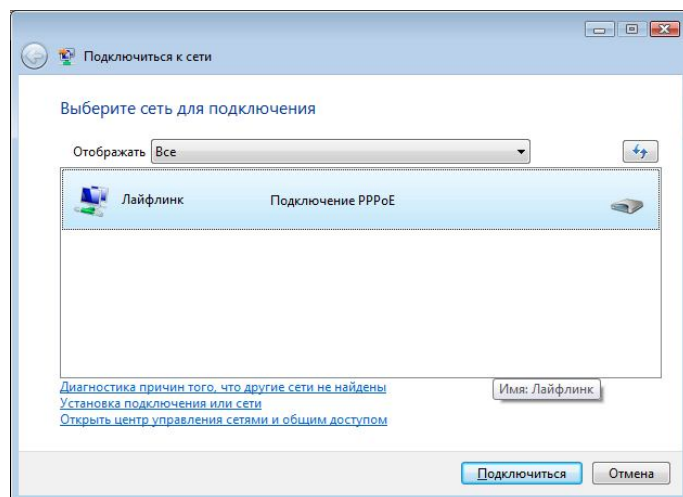 Подключиться к сети
Выберите сеть для подключения
Отображать Все
Лайфлинк Подключение PPPoE
Диагностика причин того, что другие сети не найдены
Имя: Лайфлинк
Установка подключения или сети
Открыть центр управления сетями и общим доступом
Подключиться Отмена